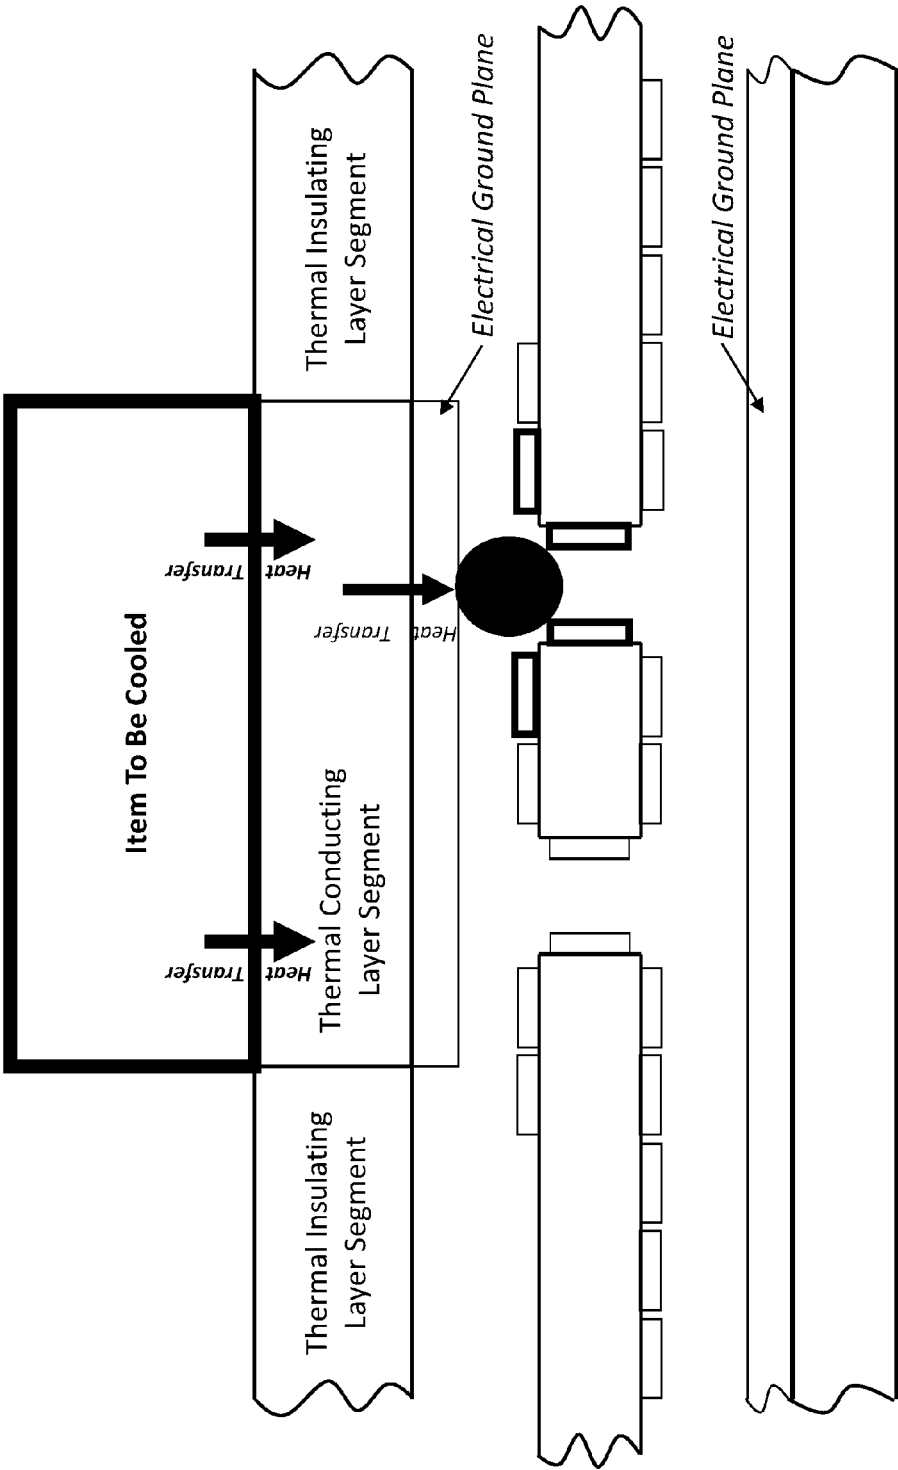 Item To Be Cooled
Heat Transfer
Heat Transfer
Heat Transfer
Thermal Insulating
Layer Segment
Thermal Conducting
Layer Segment
Thermal Insulating
Layer Segment
Electrical Ground Plane
Electrical Ground Plane